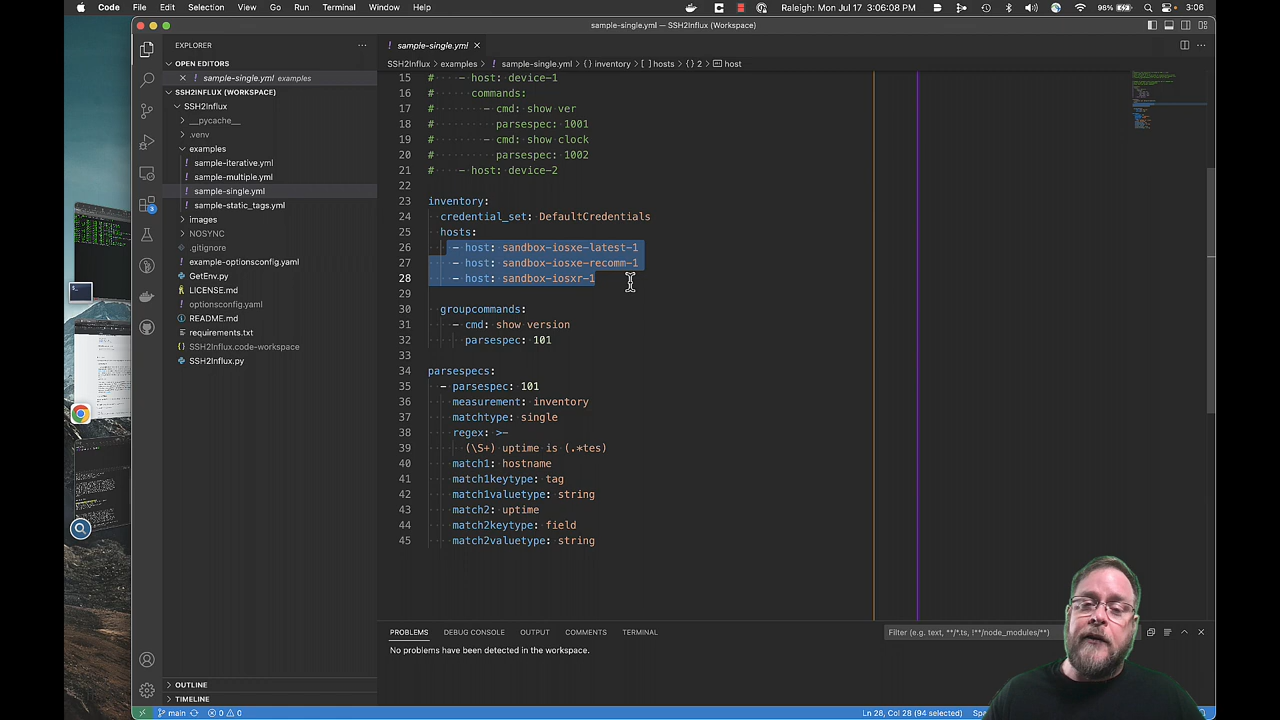 Code File Edit Selection View Go Run Terminal Window Help
Raleigh: Mon Jul 17 3:06:08 PM 98% 3:06
sample-single.yml — SSH2Influx (Workspace)
EXPLORER
OPEN EDITORS
sample-single.yml examples
SSH2INFLUX (WORKSPACE)
SSH2Influx
__pycache__
.venv
examples
sample-iterative.yml
sample-multiple.yml
sample-single.yml
sample-static_tags.yml
images
NOSYNC
.gitignore
example-optionsconfig.yaml
GetEnv.py
LICENSE.md
optionsconfig.yaml
README.md
requirements.txt
SSH2Influx.code-workspace
SSH2Influx.py
OUTLINE
TIMELINE
3
sample-single.yml
SSH2Influx > examples > sample-single.yml > {} inventory > [ ] hosts > {} 2 > host
15 # - host: device-1
16 # commands:
17 # - cmd: show ver
18 # parsespec: 1001
19 # - cmd: show clock
20 # parsespec: 1002
21 # - host: device-2
22
23 inventory:
24 credential_set: DefaultCredentials
25 hosts:
26 - host: sandbox-iosxe-latest-1
27 - host: sandbox-iosxe-recomm-1
28 - host: sandbox-iosxr-1
29
30 groupcommands:
31 - cmd: show version
32 parsespec: 101
33
34 parsespecs:
35 - parsespec: 101
36 measurement: inventory
37 matchtype: single
38 regex: >-
39 (\S+) uptime is (.*tes)
40 match1: hostname
41 match1keytype: tag
42 match1valuetype: string
43 match2: uptime
44 match2keytype: field
45 match2valuetype: string
PROBLEMS DEBUG CONSOLE OUTPUT COMMENTS TERMINAL
Filter (e.g. text, **/*.ts, !**/node_modules/**)
No problems have been detected in the workspace.
main 0 0
Ln 28, Col 28 (94 selected)